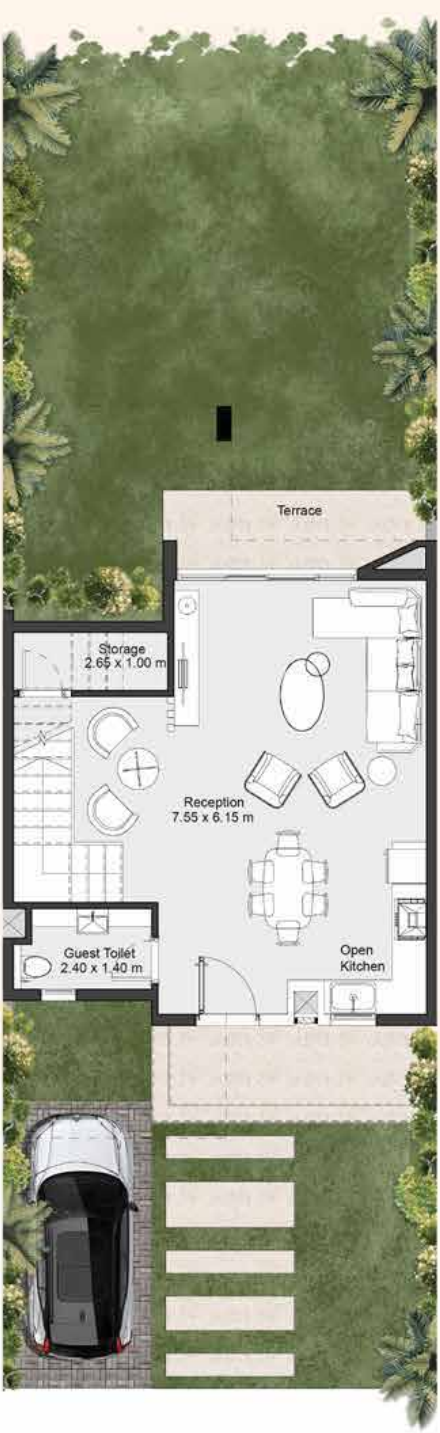 Terrace
Storage
2.65 x 1.00 m
Reception
7.55 x 6.15 m
Open
Kitchen
Guest Toilet
2.40 x 1.40 m